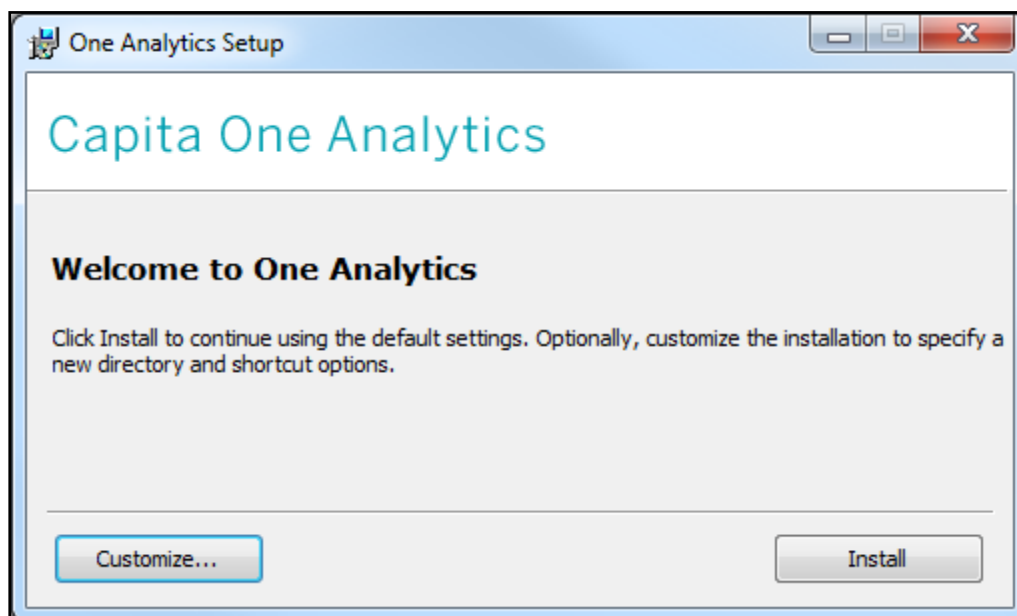 One Analytics Setup
Capita One Analytics
Welcome to One Analytics
Click Install to continue using the default settings. Optionally, customize the installation to specify a
new directory and shortcut options.
Customize...
Install